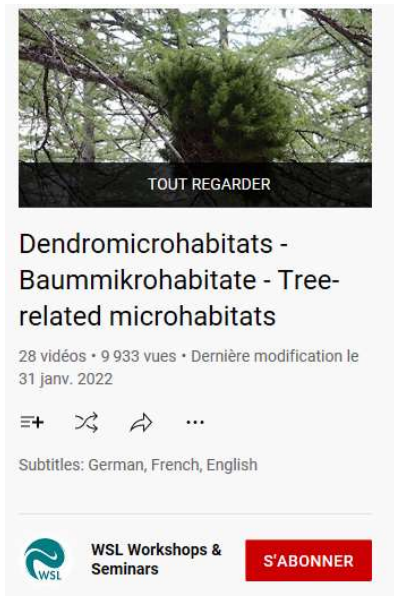 TOUT REGARDER
Dendromicrohabitats -
Baummikrohabitate - Tree-
related microhabitats
28 vidéos • 9 933 vues • Dernière modification le
31 janv. 2022
Subtitles: German, French, English
WSL
WSL Workshops &
Seminars
S'ABONNER